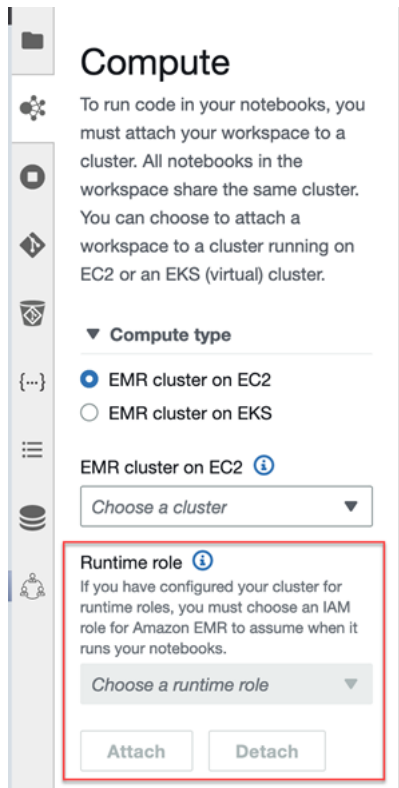 Compute
To run code in your notebooks, you
must attach your workspace to a
cluster. All notebooks in the
workspace share the same cluster.
You can choose to attach a
workspace to a cluster running on
EC2 or an EKS (virtual) cluster.
Compute type
EMR cluster on EC2
EMR cluster on EKS
{...}
EMR cluster on EC2
Choose a cluster
Runtime role
If you have configured your cluster for
runtime roles, you must choose an IAM
role for Amazon EMR to assume when it
runs your notebooks.
Choose a runtime role
Attach Detach